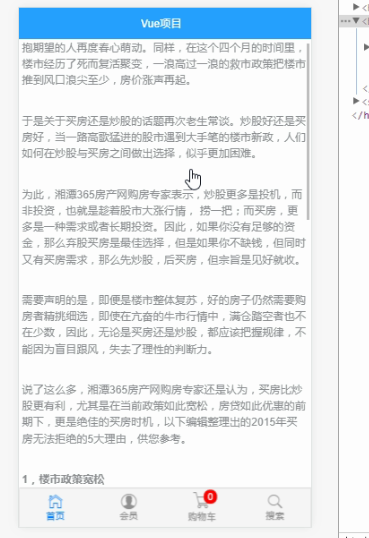 Vue项目
抱期望的人再度春心萌动。同样，在这个四个月的时间里，
楼市经历了死而复活聚变，一浪高过一浪的救市政策把楼市
推到风口浪尖至少，房价涨声再起。
于是关于买房还是炒股的话题再次老生常谈。炒股好还是买
房好，当一路高歌猛进的股市遇到大手笔的楼市新政，人们
如何在炒股与买房之间做出选择，似乎更加困难。
为此，湘潭365房产网购房专家表示，炒股更多是投机，而
非投资，也就是趁着股市大涨行情， 捞一把；而买房，更
多是一种需求或者长期投资。因此，如果你没有足够的资
金，那么弃股买房是最佳选择，但是如果你不缺钱，但同时
又有买房需求，那么先炒股，后买房，但宗旨是见好就收。
需要声明的是，即便是楼市整体复苏，好的房子仍然需要购
房者精挑细选，即使在亢奋的牛市行情中，满仓踏空者也不
在少数，因此，无论是买房还是炒股，都应该把握规律，不
能因为盲目跟风，失去了理性的判断力。
说了这么多，湘潭365房产网购房专家还是认为，买房比炒
股更有利，尤其是在当前政策如此宽松，房贷如此优惠的前
期下，更是绝佳的买房时机，以下编辑整理出的2015年买
房无法拒绝的5大理由，供您参考。
1，楼市政策宽松
0
首页 会员 购物车 搜索